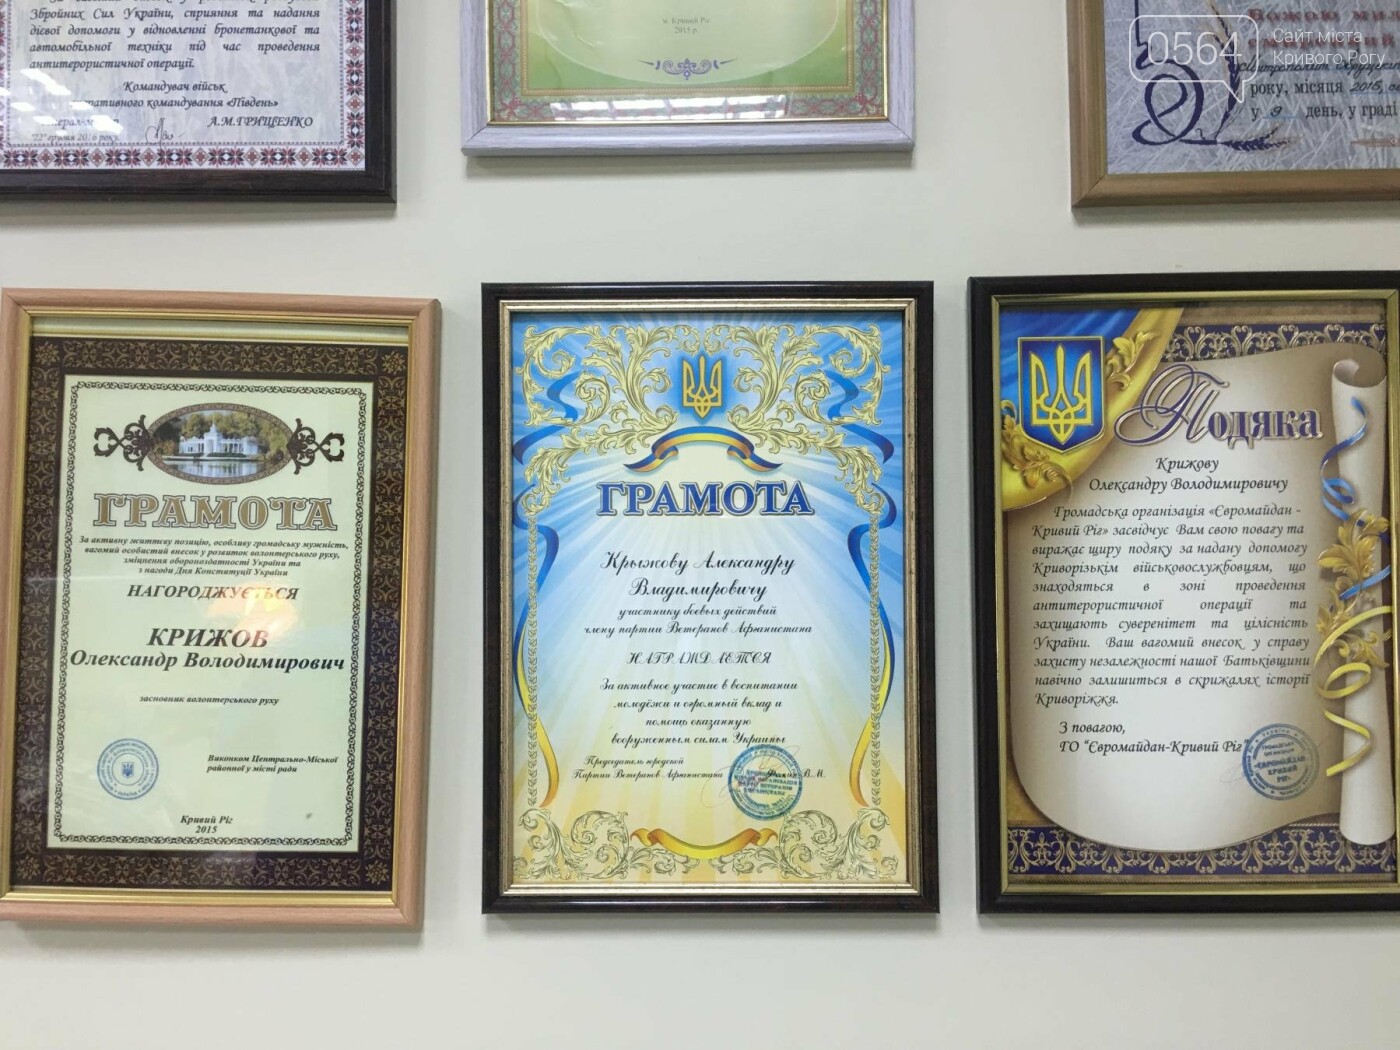 Збройних Сил України, сприяння та надання
дієвої допомоги у відновленні бронетанкової та
автомобільної техніки під час проведення
антитерористичної операції.
Командувач військ
оперативного командування «Південь»
А.М.ГРИЩЕНКО
2016 року
м. Кривий Ріг
2015 р.
0564
Сайт міста
Кривого Рогу
року, місяця 2015,
у 9 день, у граді
ГРАМОТА
За активну життєву позицію, особливу громадську мужність,
вагомий особистий внесок у розвиток волонтерського руху,
зміцнення обороноздатності України та
з нагоди Дня Конституції України
НАГОРОДЖУЄТЬСЯ
КРИЖОВ
Олександр Володимирович
засновник волонтерського руху
Виконком Центрально-Міської
районної у місті ради
Кривий Ріг
2015
ГРАМОТА
Крыжову Александру
Владимировичу
участнику боевых действий
члену партии Ветеранов Афганистана
НАГРАЖДАЕТСЯ
За активное участие в воспитании
молодёжи и огромный вклад и
помощь оказанную
вооруженным силам Украины
Председатель городской
Партии Ветеранов Афганистана В.М.
Подяка
Крижову
Олександру Володимировичу
Громадська організація «Євромайдан -
Кривий Ріг» засвідчує Вам свою повагу та
виражає щиру подяку за надану допомогу
Криворізьким військовослужбовцям, що
знаходяться в зоні проведення
антитерористичної операції та
захищають суверенітет та цілісність
України. Ваш вагомий внесок у справу
захисту незалежності нашої Батьківщини
навічно залишиться в скрижалях історії
Криворіжжя.
З повагою,
ГО "Євромайдан-Кривий Ріг"